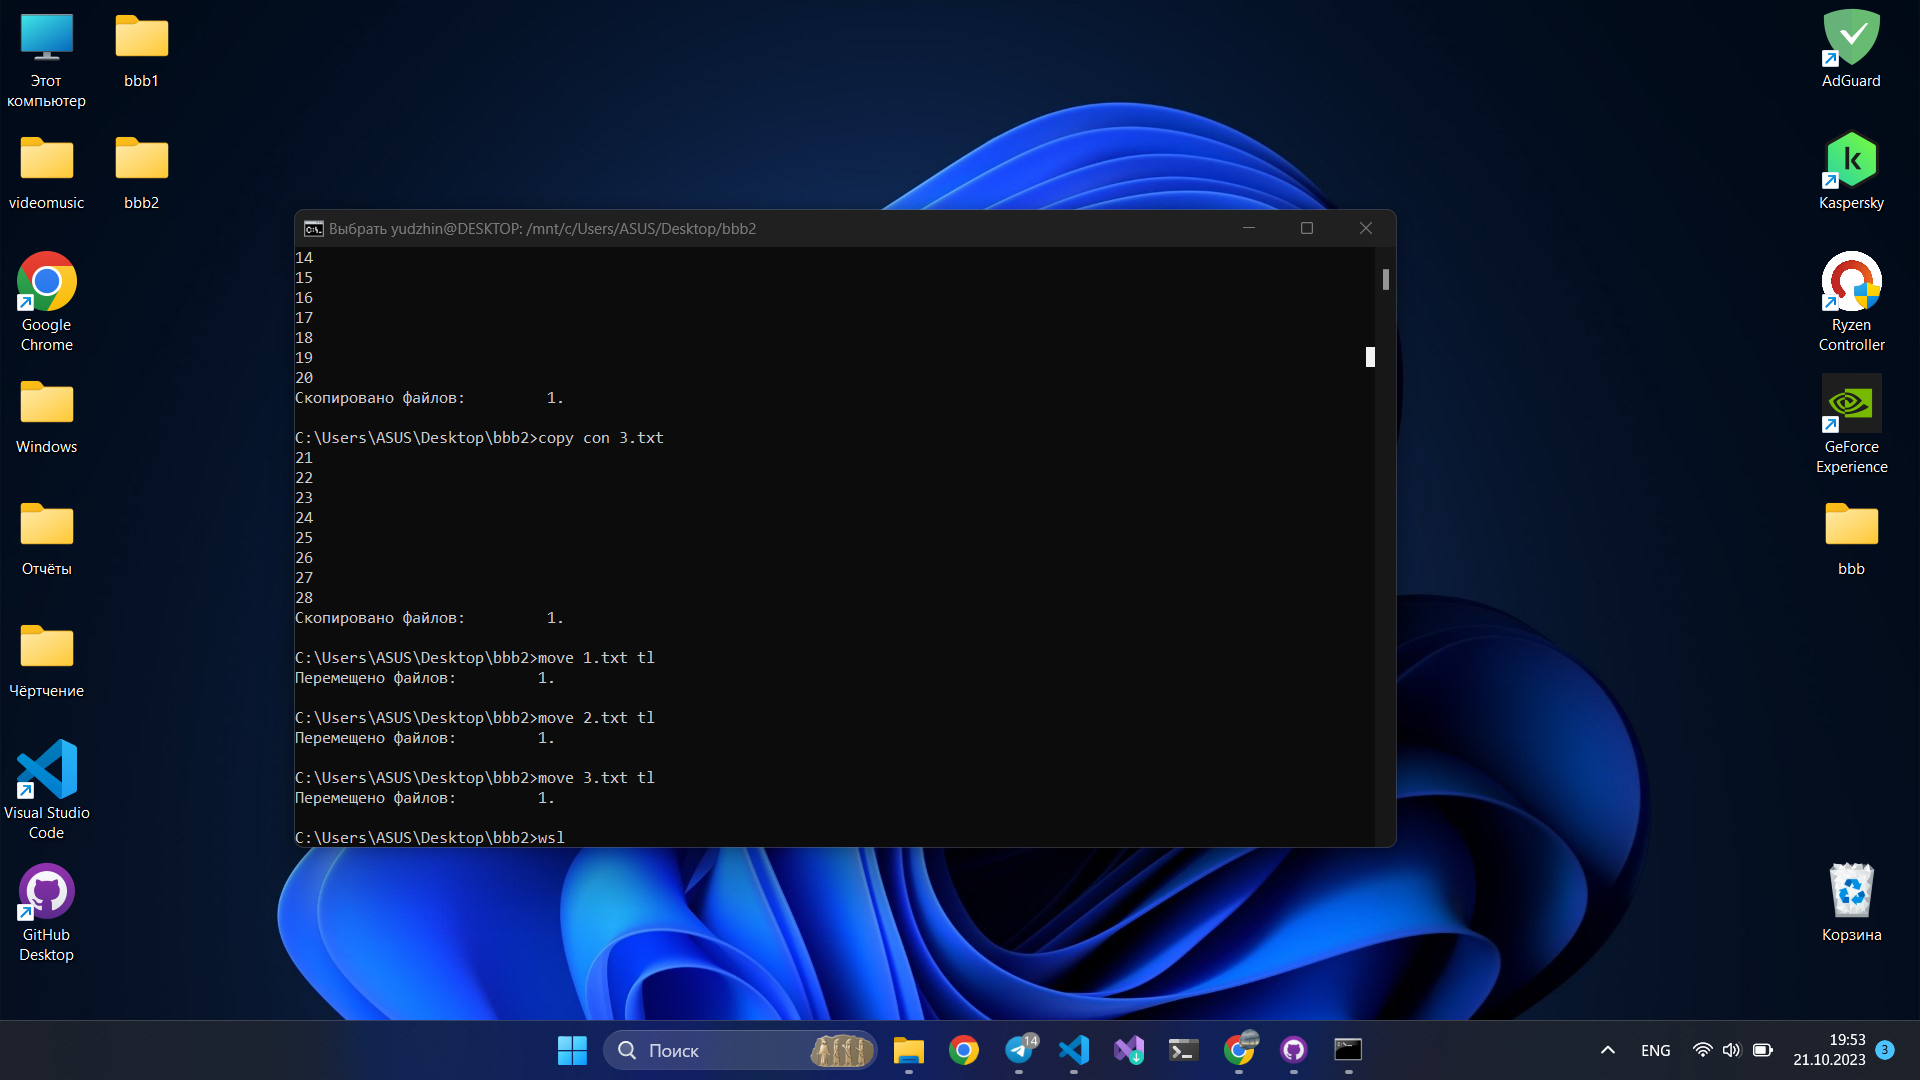 Этот
компьютер
bbb1
videomusic
bbb2
Google
Chrome
Windows
Отчёты
Чёртчение
Visual Studio
Code
GitHub
Desktop
Выбрать yudzhin@DESKTOP: /mnt/c/Users/ASUS/Desktop/bbb2
14
15
16
17
18
19
20
Скопировано файлов:         1.
C:\Users\ASUS\Desktop\bbb2>copy con 3.txt
21
22
23
24
25
26
27
28
Скопировано файлов:         1.
C:\Users\ASUS\Desktop\bbb2>move 1.txt tl
Перемещено файлов:         1.
C:\Users\ASUS\Desktop\bbb2>move 2.txt tl
Перемещено файлов:         1.
C:\Users\ASUS\Desktop\bbb2>move 3.txt tl
Перемещено файлов:         1.
C:\Users\ASUS\Desktop\bbb2>wsl
AdGuard
k
Kaspersky
Ryzen
Controller
GeForce
Experience
bbb
Корзина
Поиск
14
ENG
19:53
21.10.2023
3